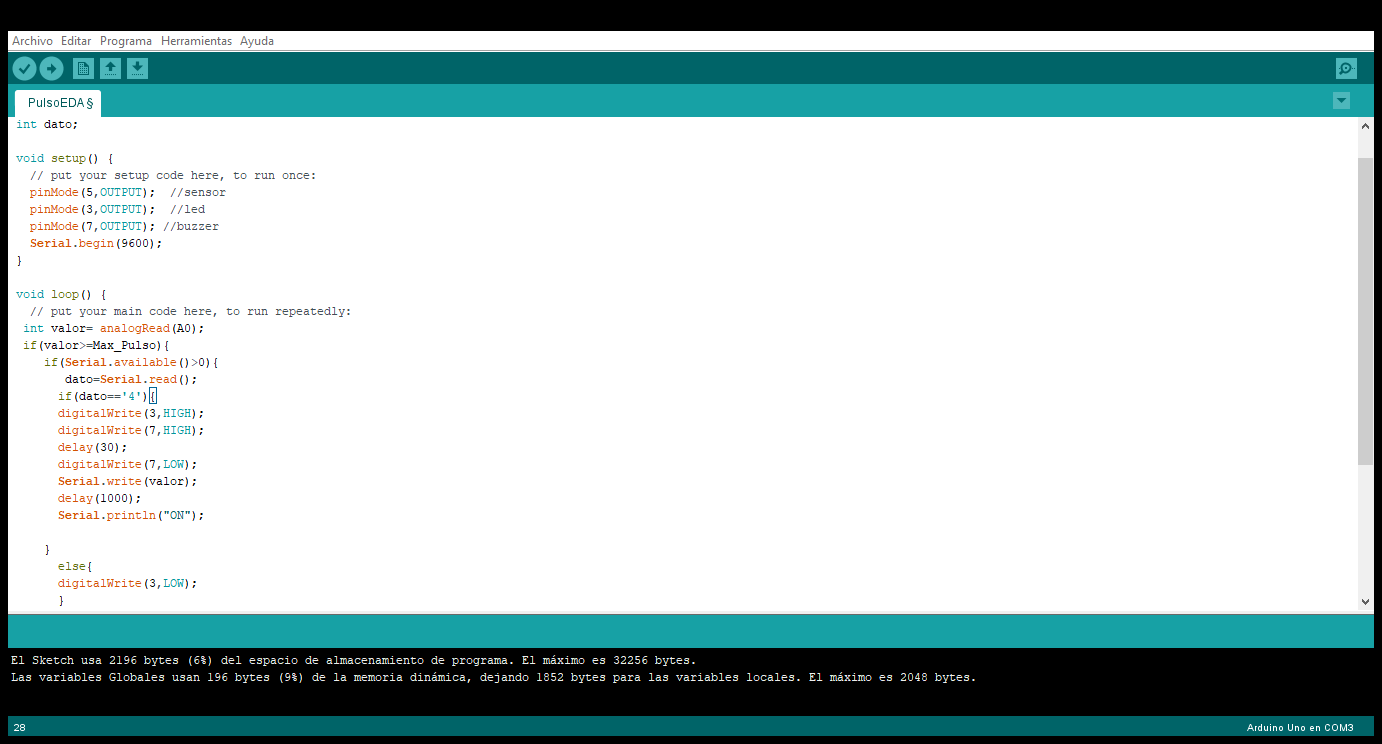 Archivo Editar Programa Herramientas Ayuda
PulsoEDA §
int dato;
void setup() {
// put your setup code here, to run once:
pinMode(5,OUTPUT);  //sensor
pinMode(3,OUTPUT);  //led
pinMode(7,OUTPUT); //buzzer
Serial.begin(9600);
}
void loop() {
// put your main code here, to run repeatedly:
int valor= analogRead(A0);
if(valor>=Max_Pulso){
if(Serial.available()>0){
dato=Serial.read();
if(dato=='4'){
digitalWrite(3,HIGH);
digitalWrite(7,HIGH);
delay(30);
digitalWrite(7,LOW);
Serial.write(valor);
delay(1000);
Serial.println("ON");
}
else{
digitalWrite(3,LOW);
}
El Sketch usa 2196 bytes (6%) del espacio de almacenamiento de programa. El máximo es 32256 bytes.
Las variables Globales usan 196 bytes (9%) de la memoria dinámica, dejando 1852 bytes para las variables locales. El máximo es 2048 bytes.
28
Arduino Uno en COM3